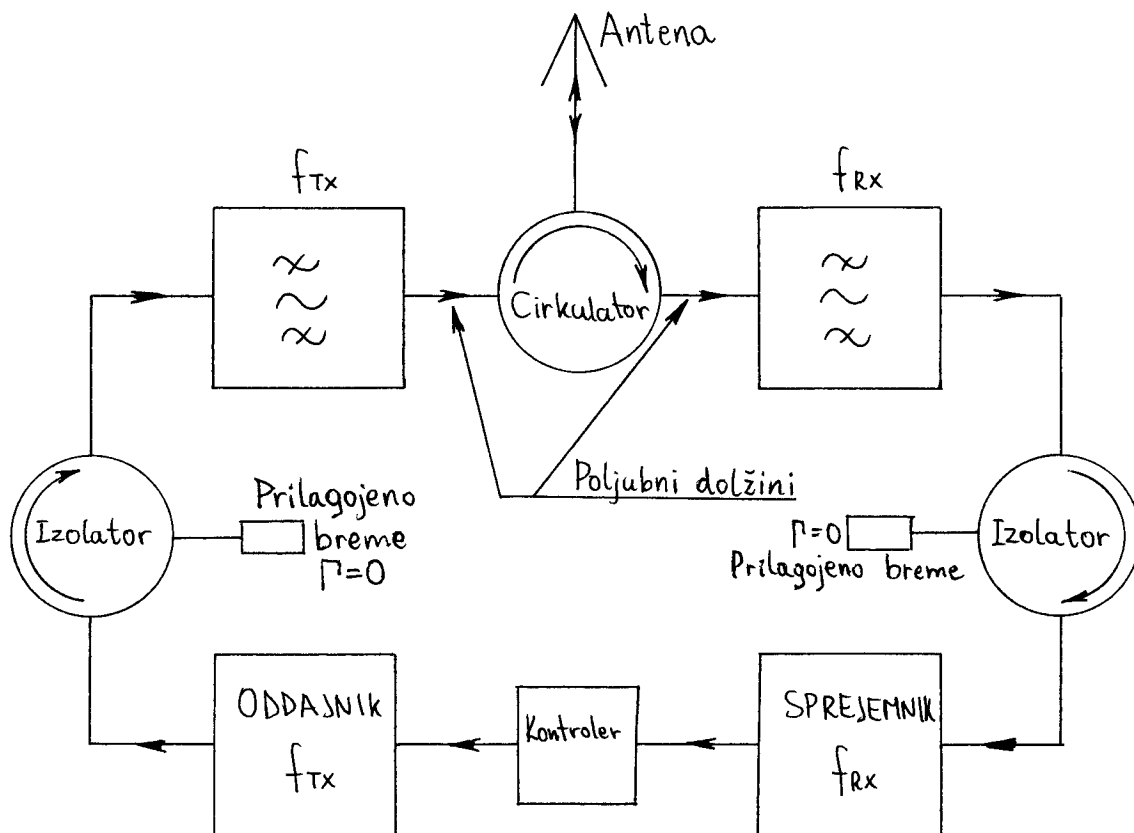 Antena
fTx
fRx
Cirkulator
Poljubni dolžini
Izolator
Prilagojeno
breme
Γ=0
Γ=0
Prilagojeno breme
Izolator
ODDAJNIK
fTx
Kontroler
SPREJEMNIK
fRx